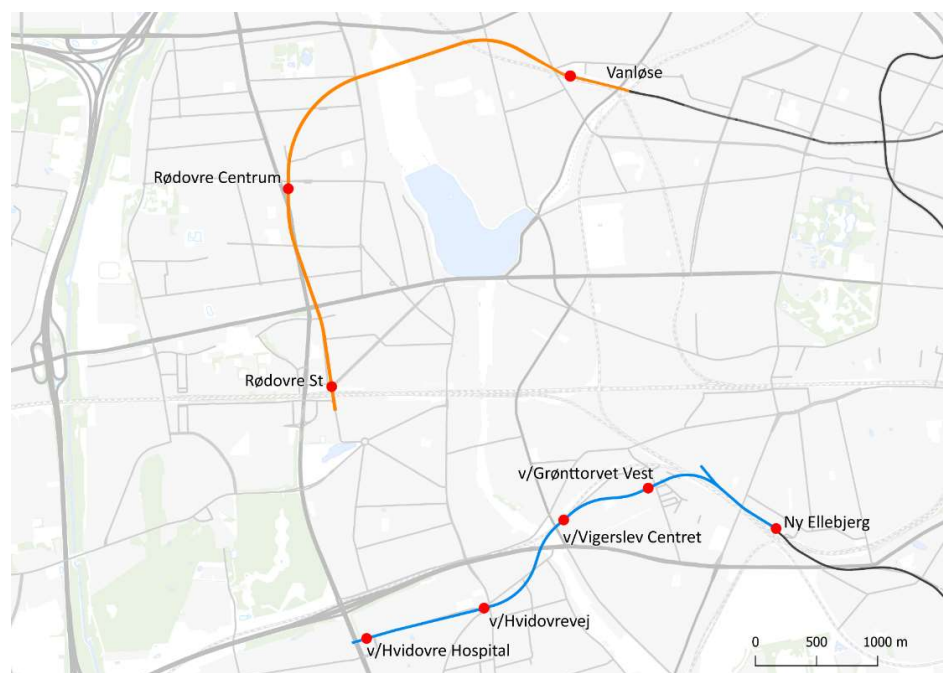 Vanløse
Rødovre Centrum
Rødovre St
v/Grønttorvet Vest
Ny Ellebjerg
v/Vigerslev Centret
v/Hvidovrevej
v/Hvidovre Hospital
0 500 1000 m